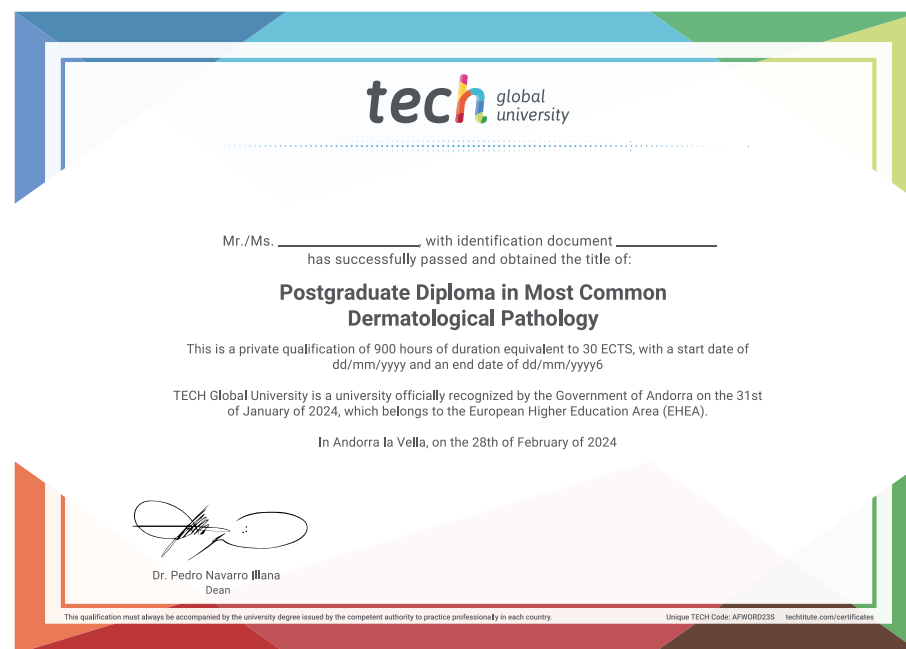 tech global university
Mr./Ms. ____________, with identification document ____________
has successfully passed and obtained the title of:
Postgraduate Diploma in Most Common
Dermatological Pathology
This is a private qualification of 900 hours of duration equivalent to 30 ECTS, with a start date of
dd/mm/yyyy and an end date of dd/mm/yyyy6
TECH Global University is a university officially recognized by the Government of Andorra on the 31st
of January of 2024, which belongs to the European Higher Education Area (EHEA).
In Andorra la Vella, on the 28th of February of 2024
Dr. Pedro Navarro Illana
Dean
This qualification must always be accompanied by the university degree issued by the competent authority to practice professionally in each country.
Unique TECH Code: AFWORD23S techtitute.com/certificates